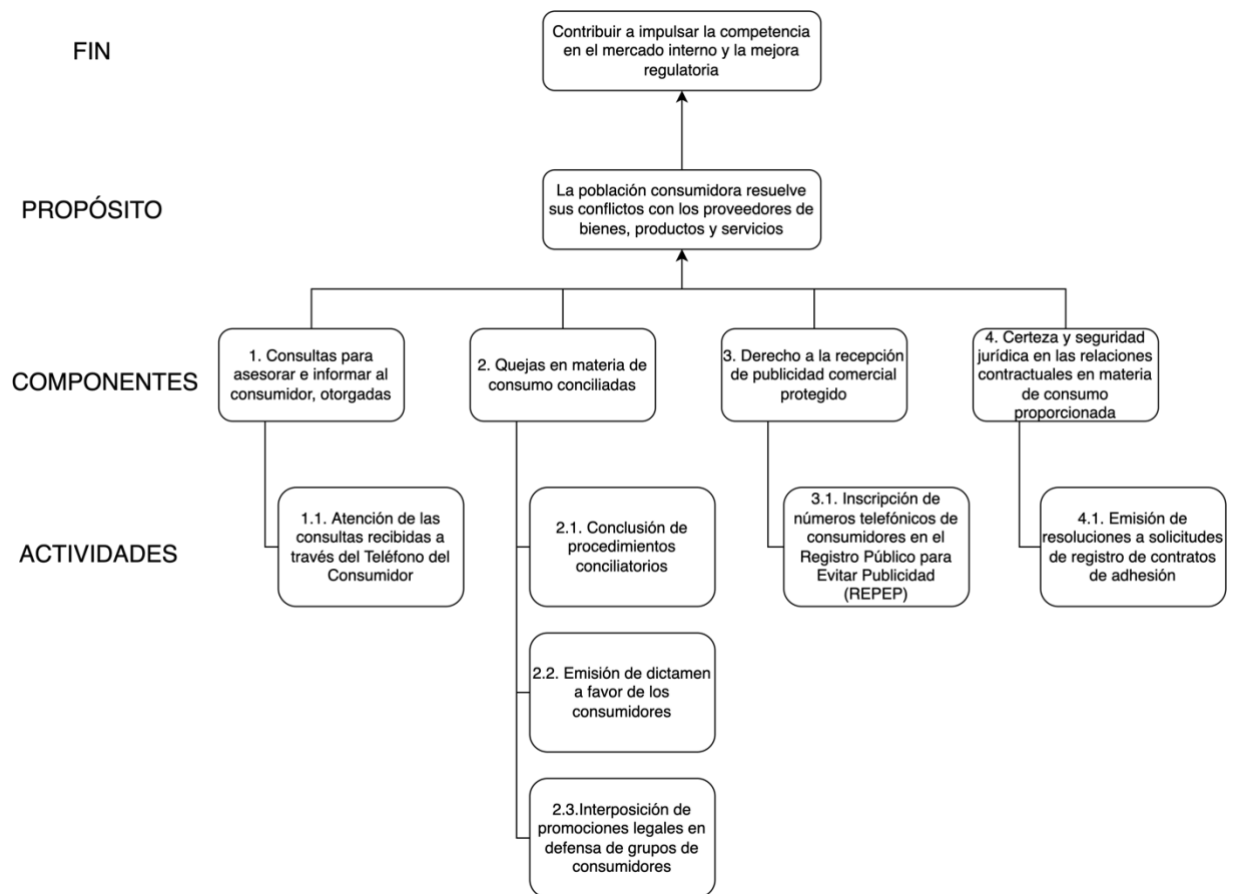 FIN
Contribuir a impulsar la competencia
en el mercado interno y la mejora
regulatoria
PROPÓSITO
La población consumidora resuelve
sus conflictos con los proveedores de
bienes, productos y servicios
COMPONENTES
1. Consultas para
asesorar e informar al
consumidor, otorgadas
2. Quejas en materia de
consumo conciliadas
3. Derecho a la recepción
de publicidad comercial
protegido
4. Certeza y seguridad
jurídica en las relaciones
contractuales en materia
de consumo
proporcionada
ACTIVIDADES
1.1. Atención de las
consultas recibidas a
través del Teléfono del
Consumidor
2.1. Conclusión de
procedimientos
conciliatorios
3.1. Inscripción de
números telefónicos de
consumidores en el
Registro Público para
Evitar Publicidad
(REPEP)
4.1. Emisión de
resoluciones a solicitudes
de registro de contratos
de adhesión
2.2. Emisión de dictamen
a favor de los
consumidores
2.3.Interposición de
promociones legales en
defensa de grupos de
consumidores